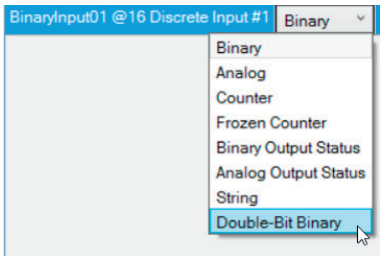 BinaryInput01 @16 Discrete Input #1 Binary
Binary
Analog
Counter
Frozen Counter
Binary Output Status
Analog Output Status
String
Double-Bit Binary